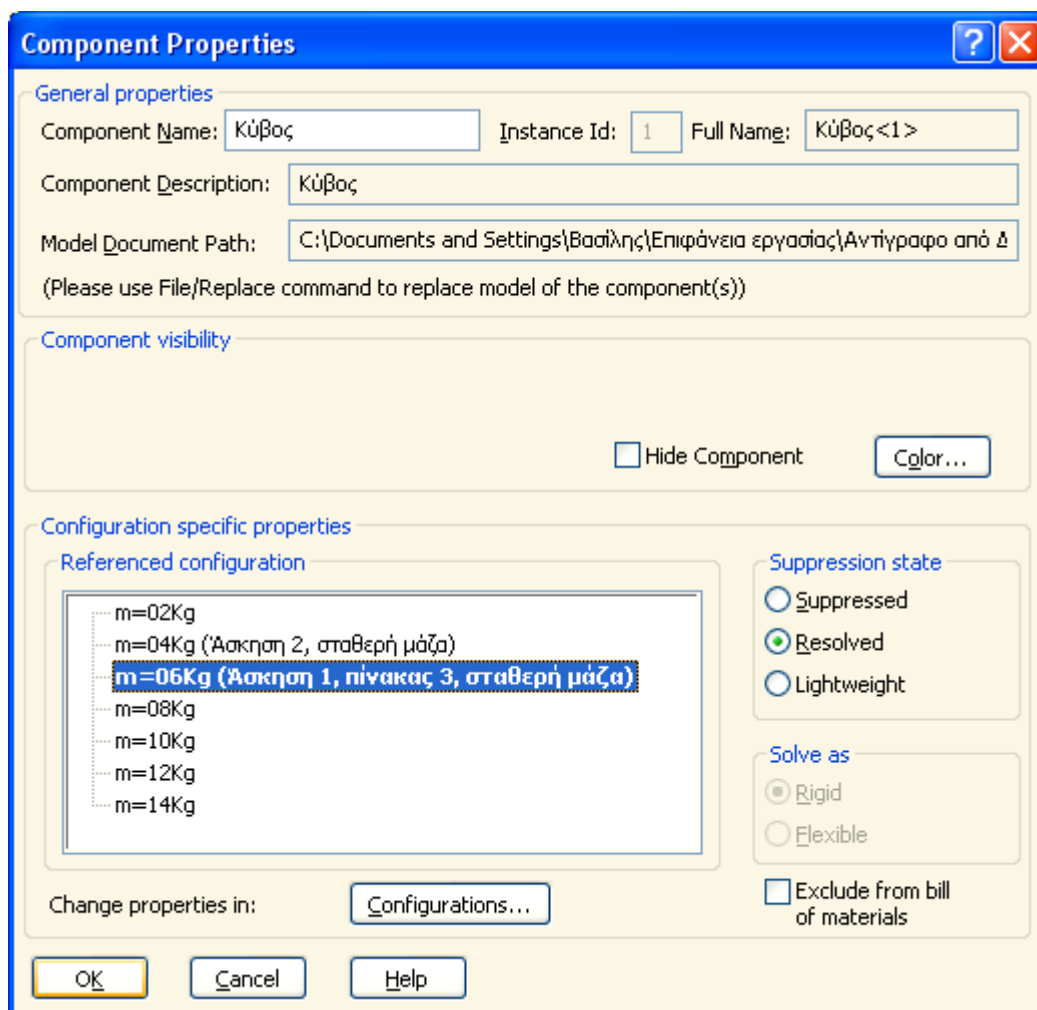 Component Properties
General properties
Component Name: Κύβος Instance Id: 1 Full Name: Κύβος<1>
Component Description: Κύβος
Model Document Path: C:\Documents and Settings\Βασίλης\Επιφάνεια εργασίας\Αντίγραφο από Δ
(Please use File/Replace command to replace model of the component(s))
Component visibility
Hide Component Color...
Configuration specific properties
Referenced configuration
m=02Kg
m=04Kg (Άσκηση 2, σταθερή μάζα)
m=06Kg (Άσκηση 1, πίνακας 3, σταθερή μάζα)
m=08Kg
m=10Kg
m=12Kg
m=14Kg
Suppression state
Suppressed
Resolved
Lightweight
Solve as
Rigid
Flexible
Change properties in: Configurations...
Exclude from bill
of materials
OK Cancel Help